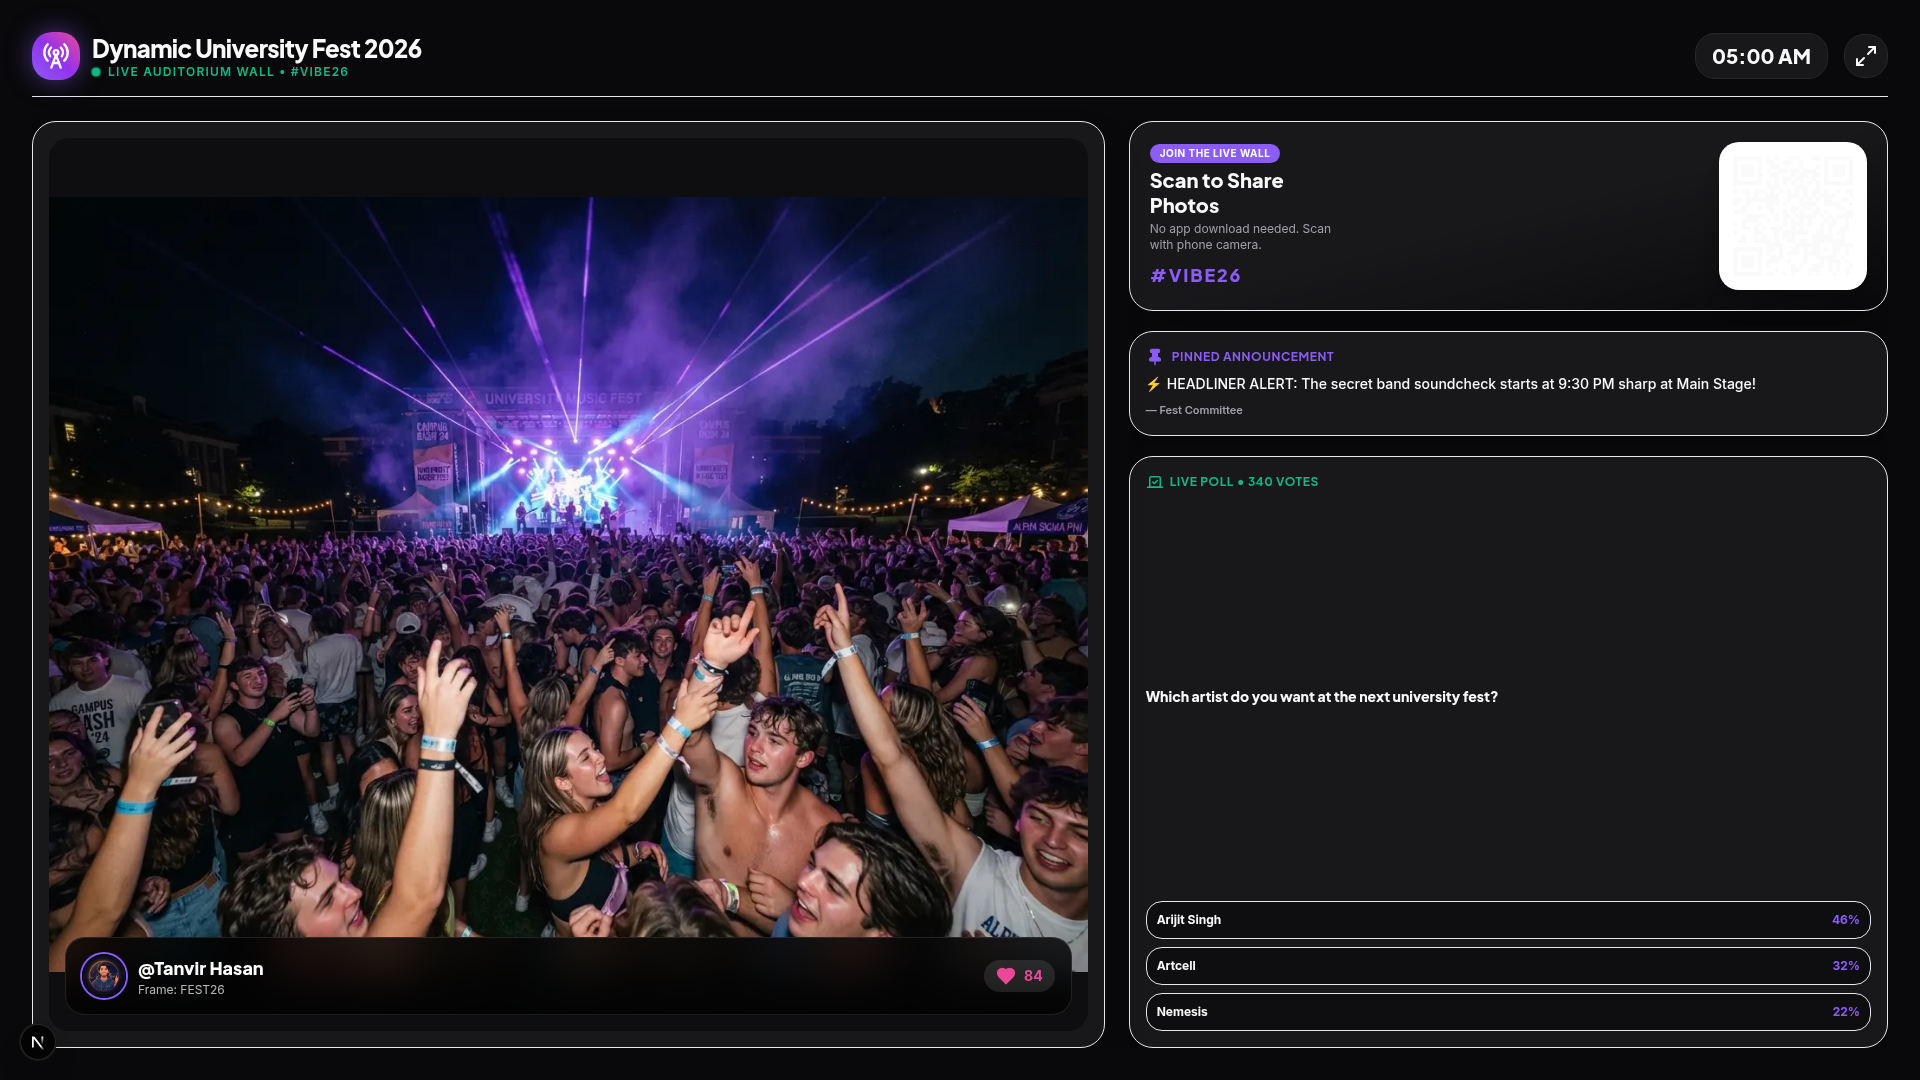 Dynamic University Fest 2026
LIVE AUDITORIUM WALL • #VIBE26
05:00 AM
UNIVERSITY MUSIC FEST
CAMPUS
BASH 24
ALPHA SIGMA PHI
CAMPUS
BASH
'24
@Tanvir Hasan
Frame: FEST26
84
N
JOIN THE LIVE WALL
Scan to Share
Photos
No app download needed. Scan
with phone camera.
#VIBE26
PINNED ANNOUNCEMENT
⚡ HEADLINER ALERT: The secret band soundcheck starts at 9:30 PM sharp at Main Stage!
— Fest Committee
LIVE POLL • 340 VOTES
Which artist do you want at the next university fest?
Arijit Singh 46%
Artcell 32%
Nemesis 22%